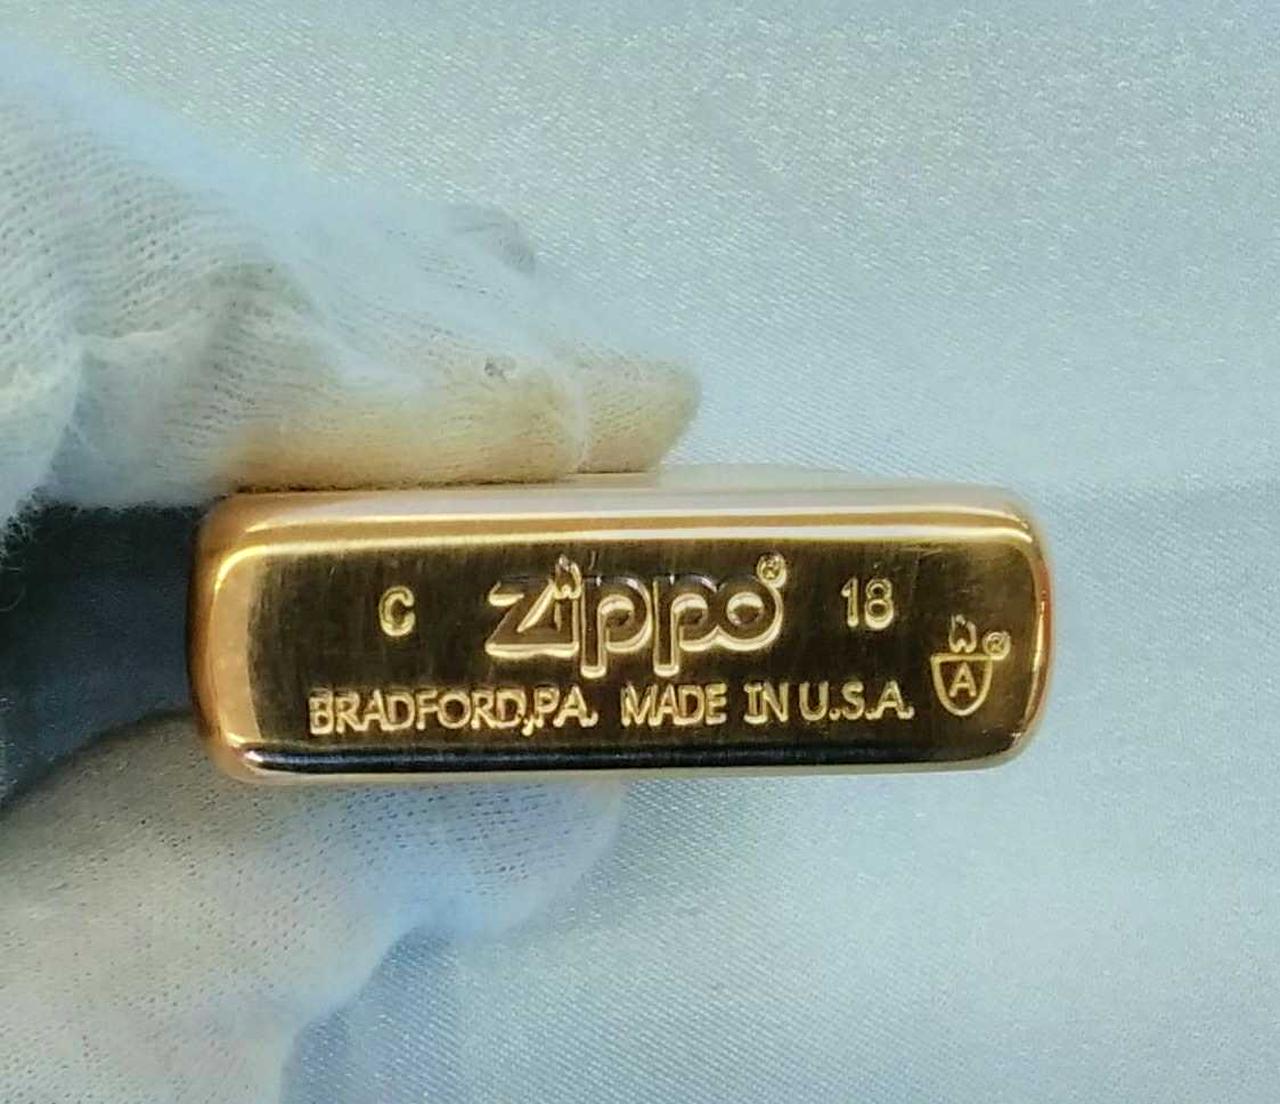 C Zippo® 18
A ®
BRADFORD,PA. MADE IN U.S.A.